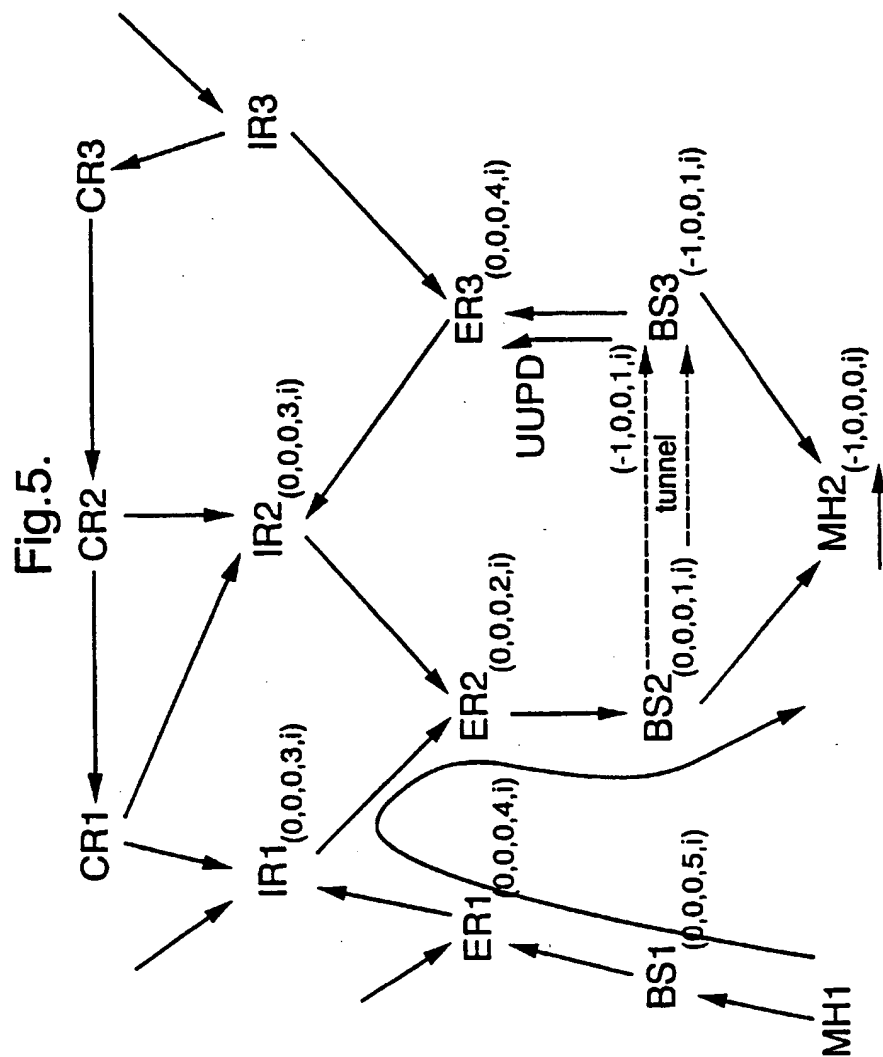 Fig.5.
CR1
CR2
CR3
IR1(0,0,0,3,i)
IR2(0,0,0,3,i)
IR3
ER1(0,0,0,4,i)
ER2(0,0,0,2,i)
ER3(0,0,0,4,i)
UUPD
(-1,0,0,1,i)
tunnel
BS1(0,0,0,5,i)
BS2(0,0,0,1,i)
BS3(-1,0,0,1,i)
MH1
MH2(-1,0,0,0,i)